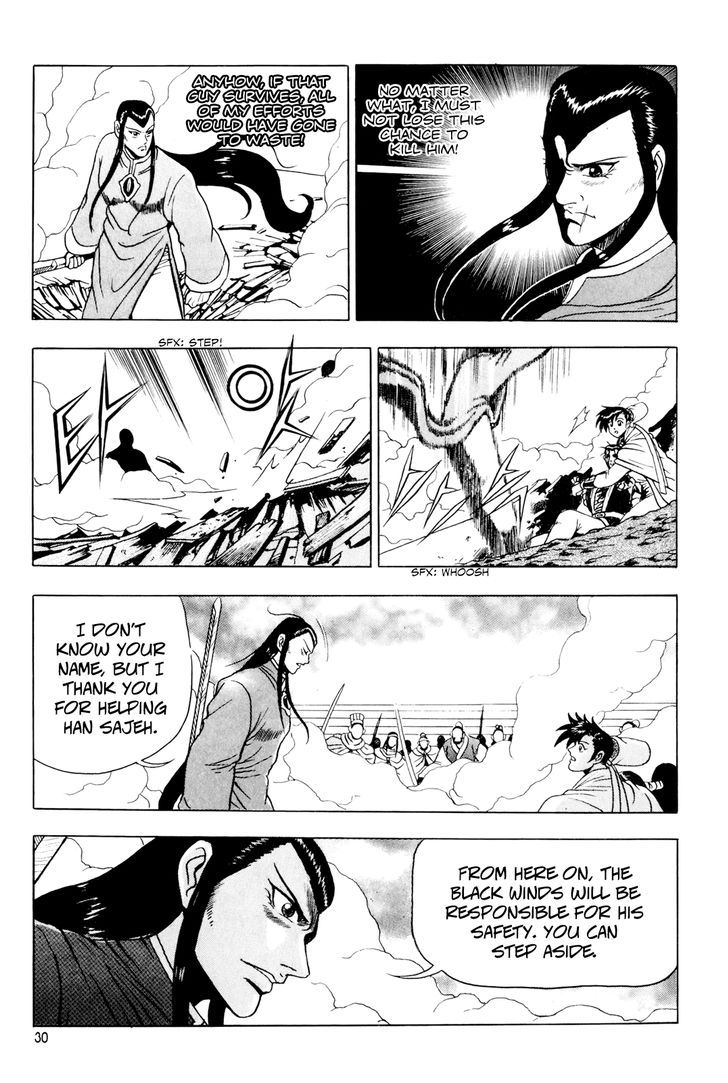 ANYHOW, IF THAT
GUY SURVIVES, ALL
OF MY EFFORTS
WOULD HAVE GONE
TO WASTE!
NO MATTER
WHAT, I MUST
NOT LOSE THIS
CHANCE TO
KILL HIM!
SFX: STEP!
SFX: WHOOSH
I DON'T
KNOW YOUR
NAME, BUT I
THANK YOU
FOR HELPING
HAN SAJEH.
FROM HERE ON, THE
BLACK WINDS WILL BE
RESPONSIBLE FOR HIS
SAFETY. YOU CAN
STEP ASIDE.
30